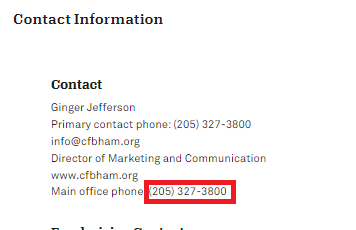 Contact Information
Contact
Ginger Jefferson
Primary contact phone: (205) 327-3800
info@cfbham.org
Director of Marketing and Communication
www.cfbham.org
Main office phone: (205) 327-3800